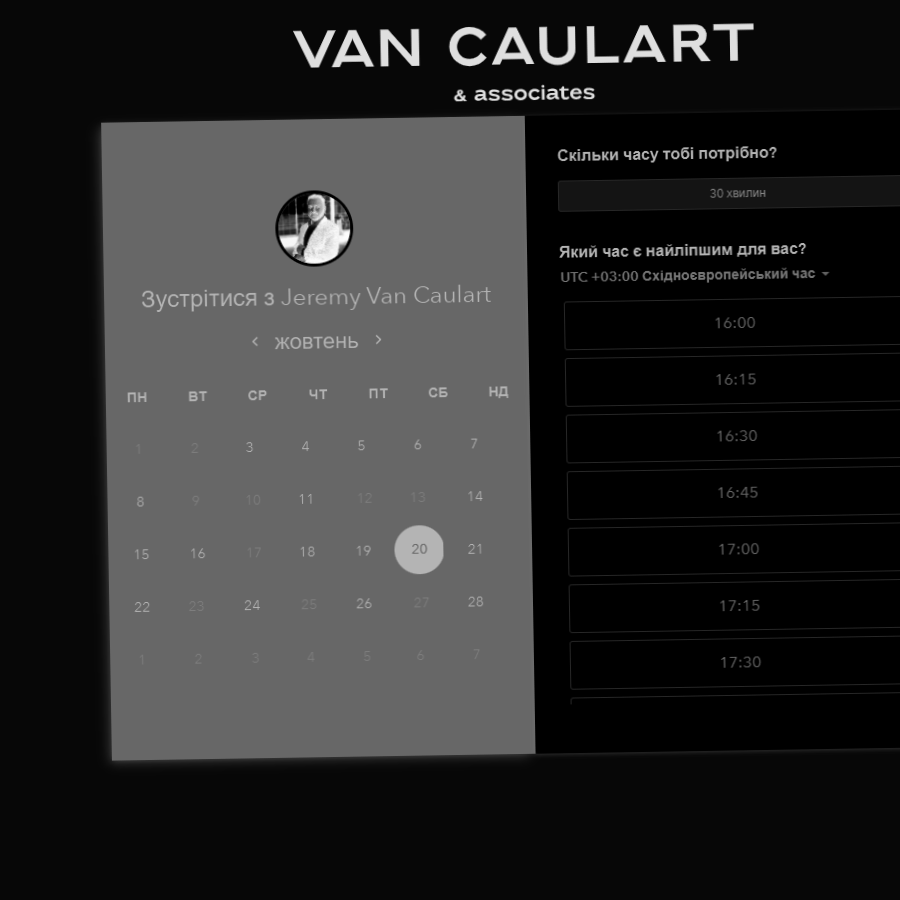 VAN CAULART
& associates
Зустрітися з Jeremy Van Caulart
жовтень
ПН ВТ СР ЧТ ПТ СБ НД
1 2 3 4 5 6 7
8 9 10 11 12 13 14
15 16 17 18 19 20 21
22 23 24 25 26 27 28
1 2 3 4 5 6 7
Скільки часу тобі потрібно?
30 хвилин
Який час є найліпшим для вас?
UTC +03:00 Східноєвропейський час
16:00
16:15
16:30
16:45
17:00
17:15
17:30